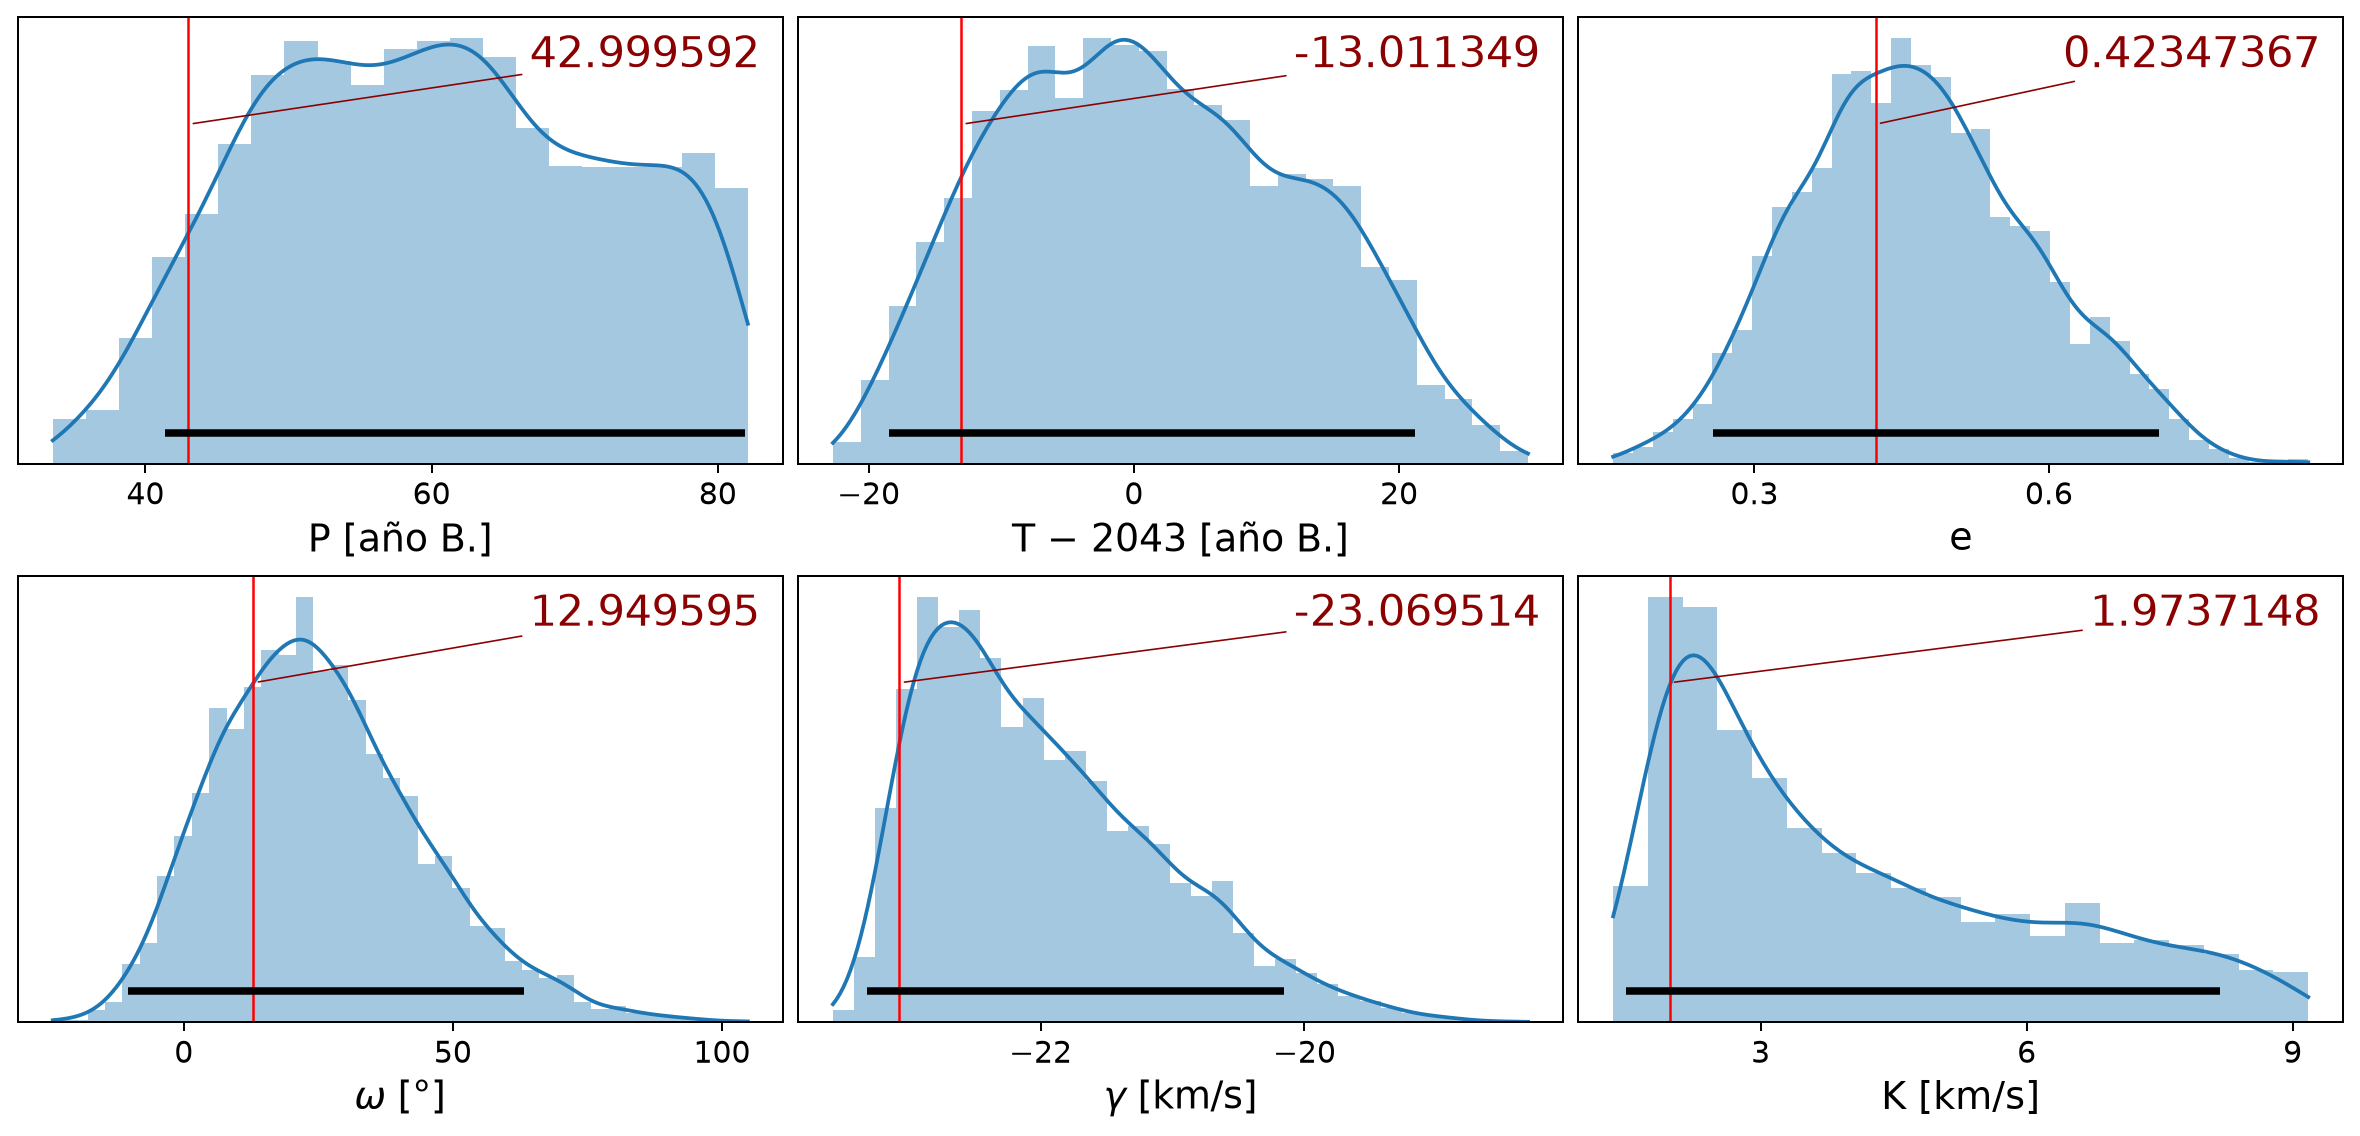 42.999592
-13.011349
0.42347367
40 60 80
−20 0 20
0.3 0.6
P [año B.]
T − 2043 [año B.]
e
12.949595
-23.069514
1.9737148
0 50 100
−22 −20
3 6 9
ω [°]
γ [km/s]
K [km/s]